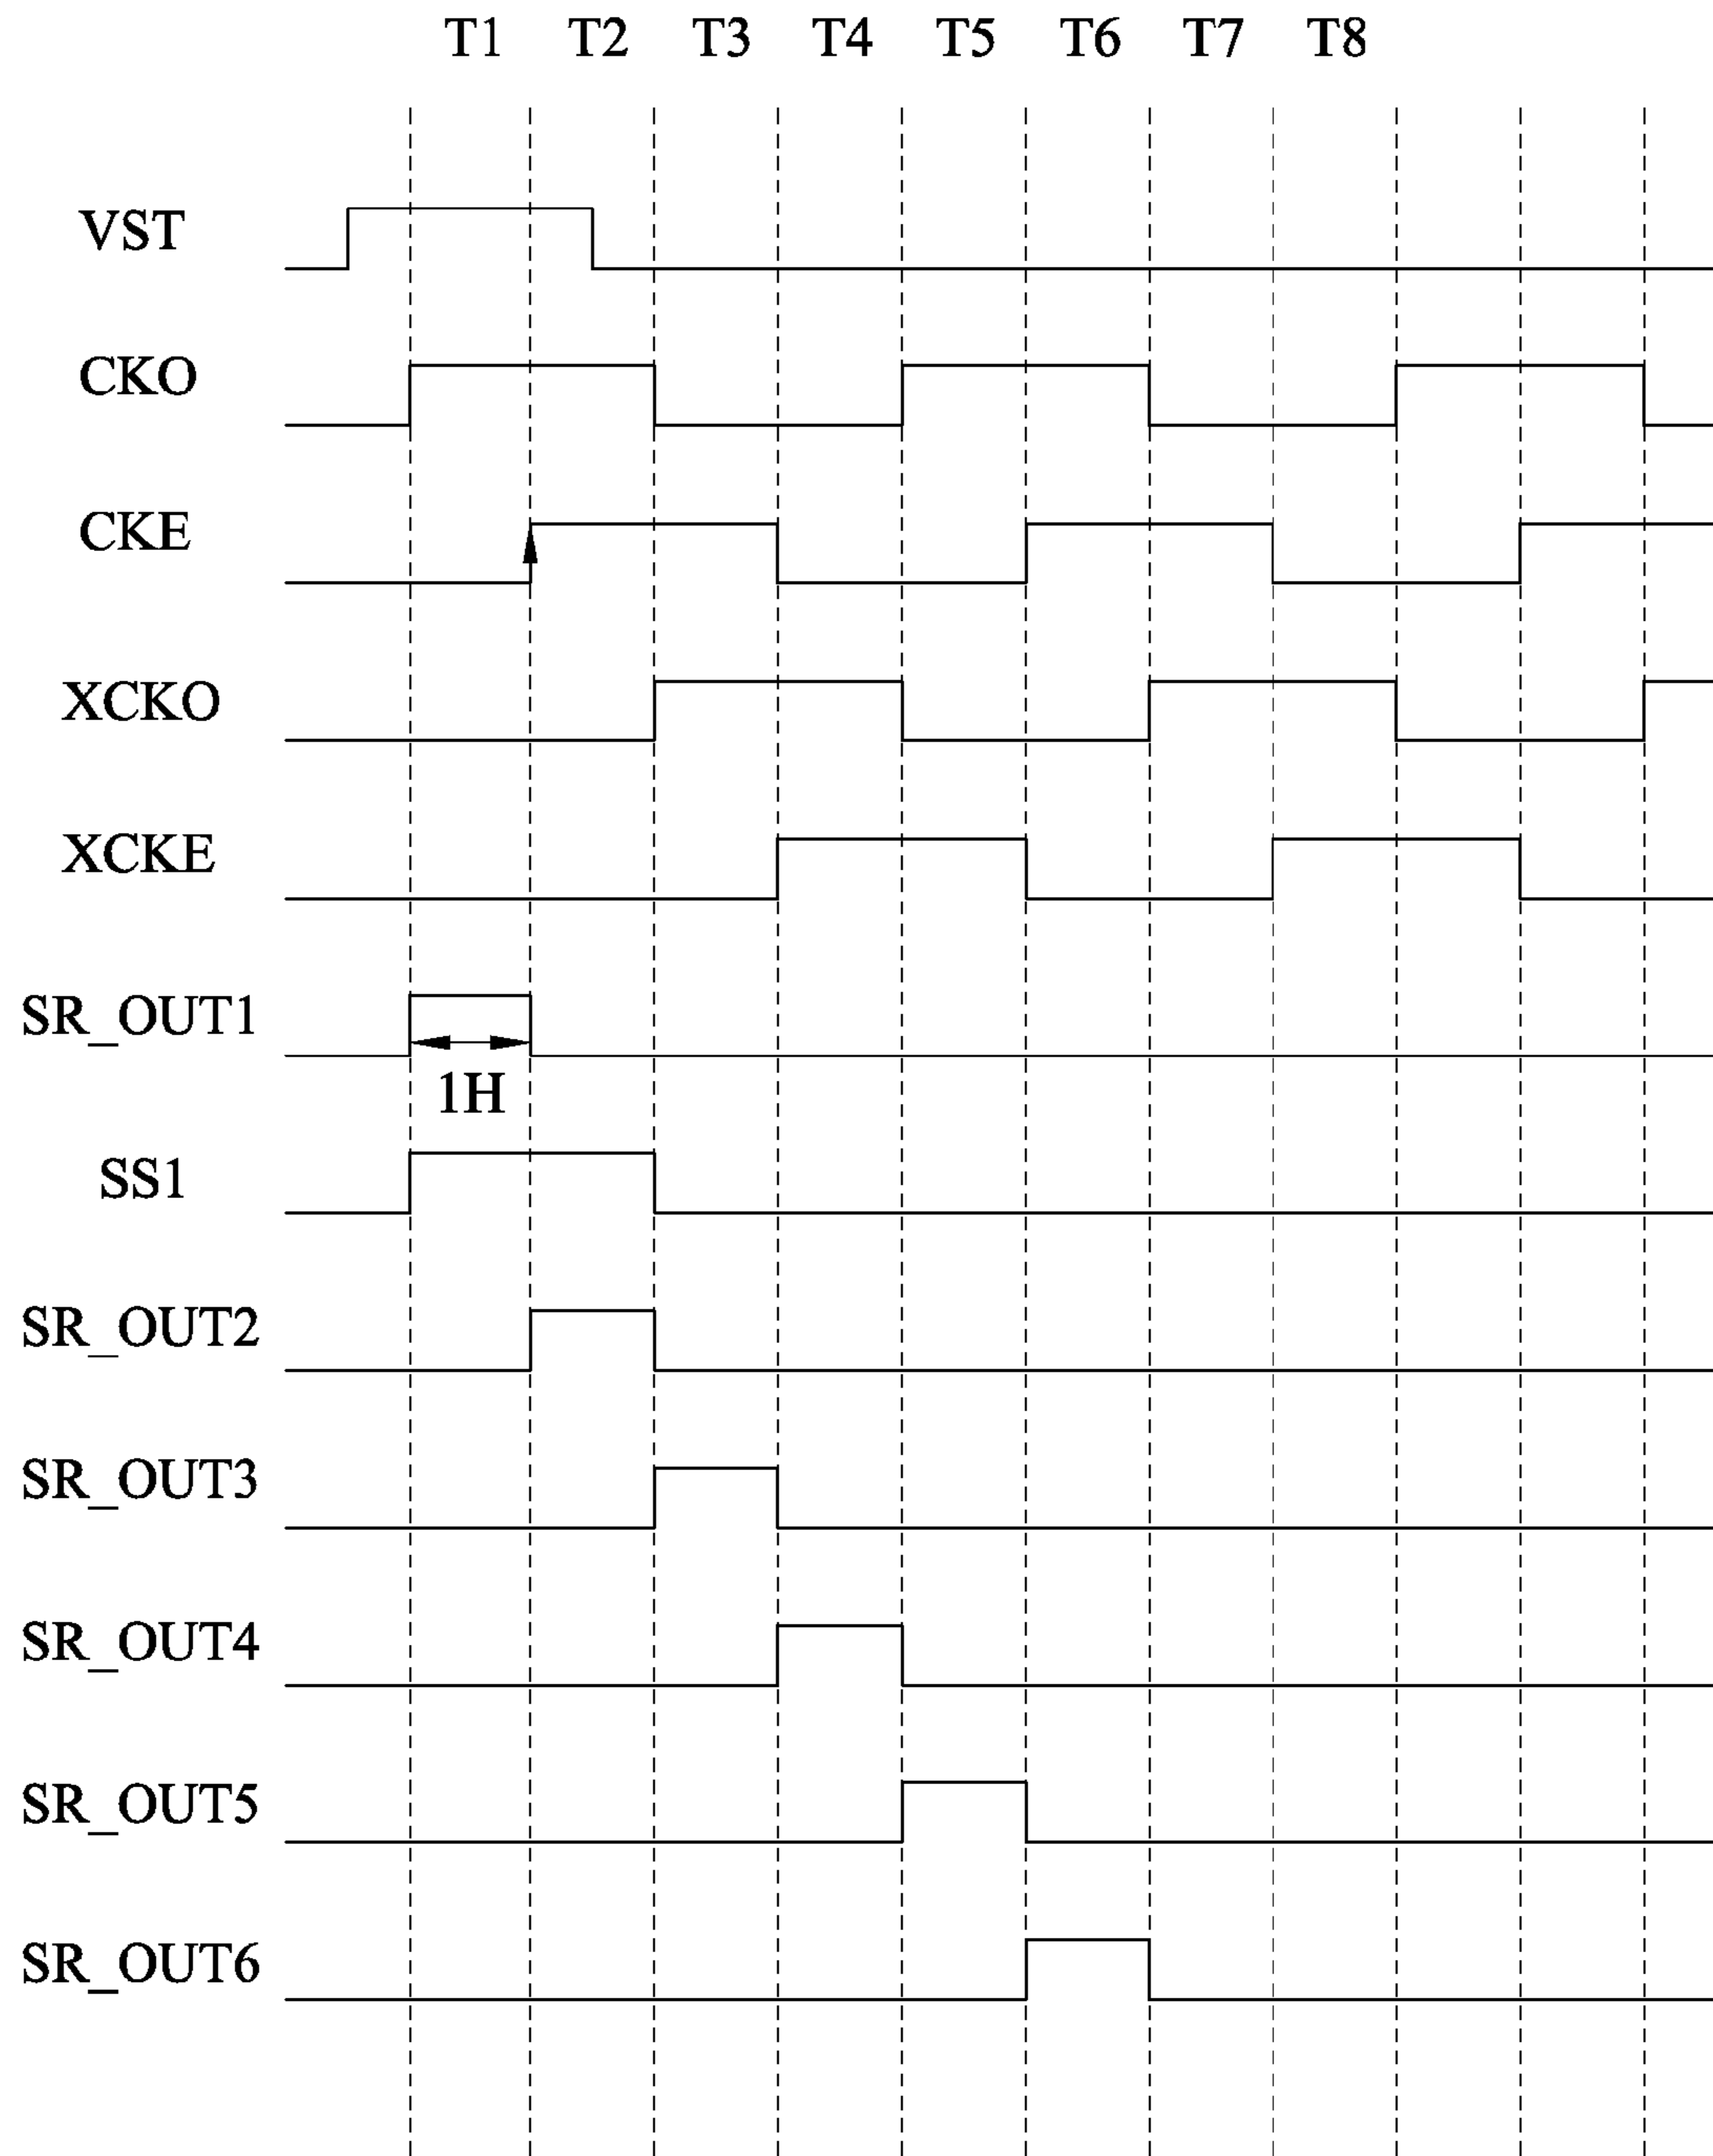 T1 T2 T3 T4 T5 T6 T7 T8
VST
CKO
CKE
XCKO
XCKE
SR_OUT1
1H
SS1
SR_OUT2
SR_OUT3
SR_OUT4
SR_OUT5
SR_OUT6